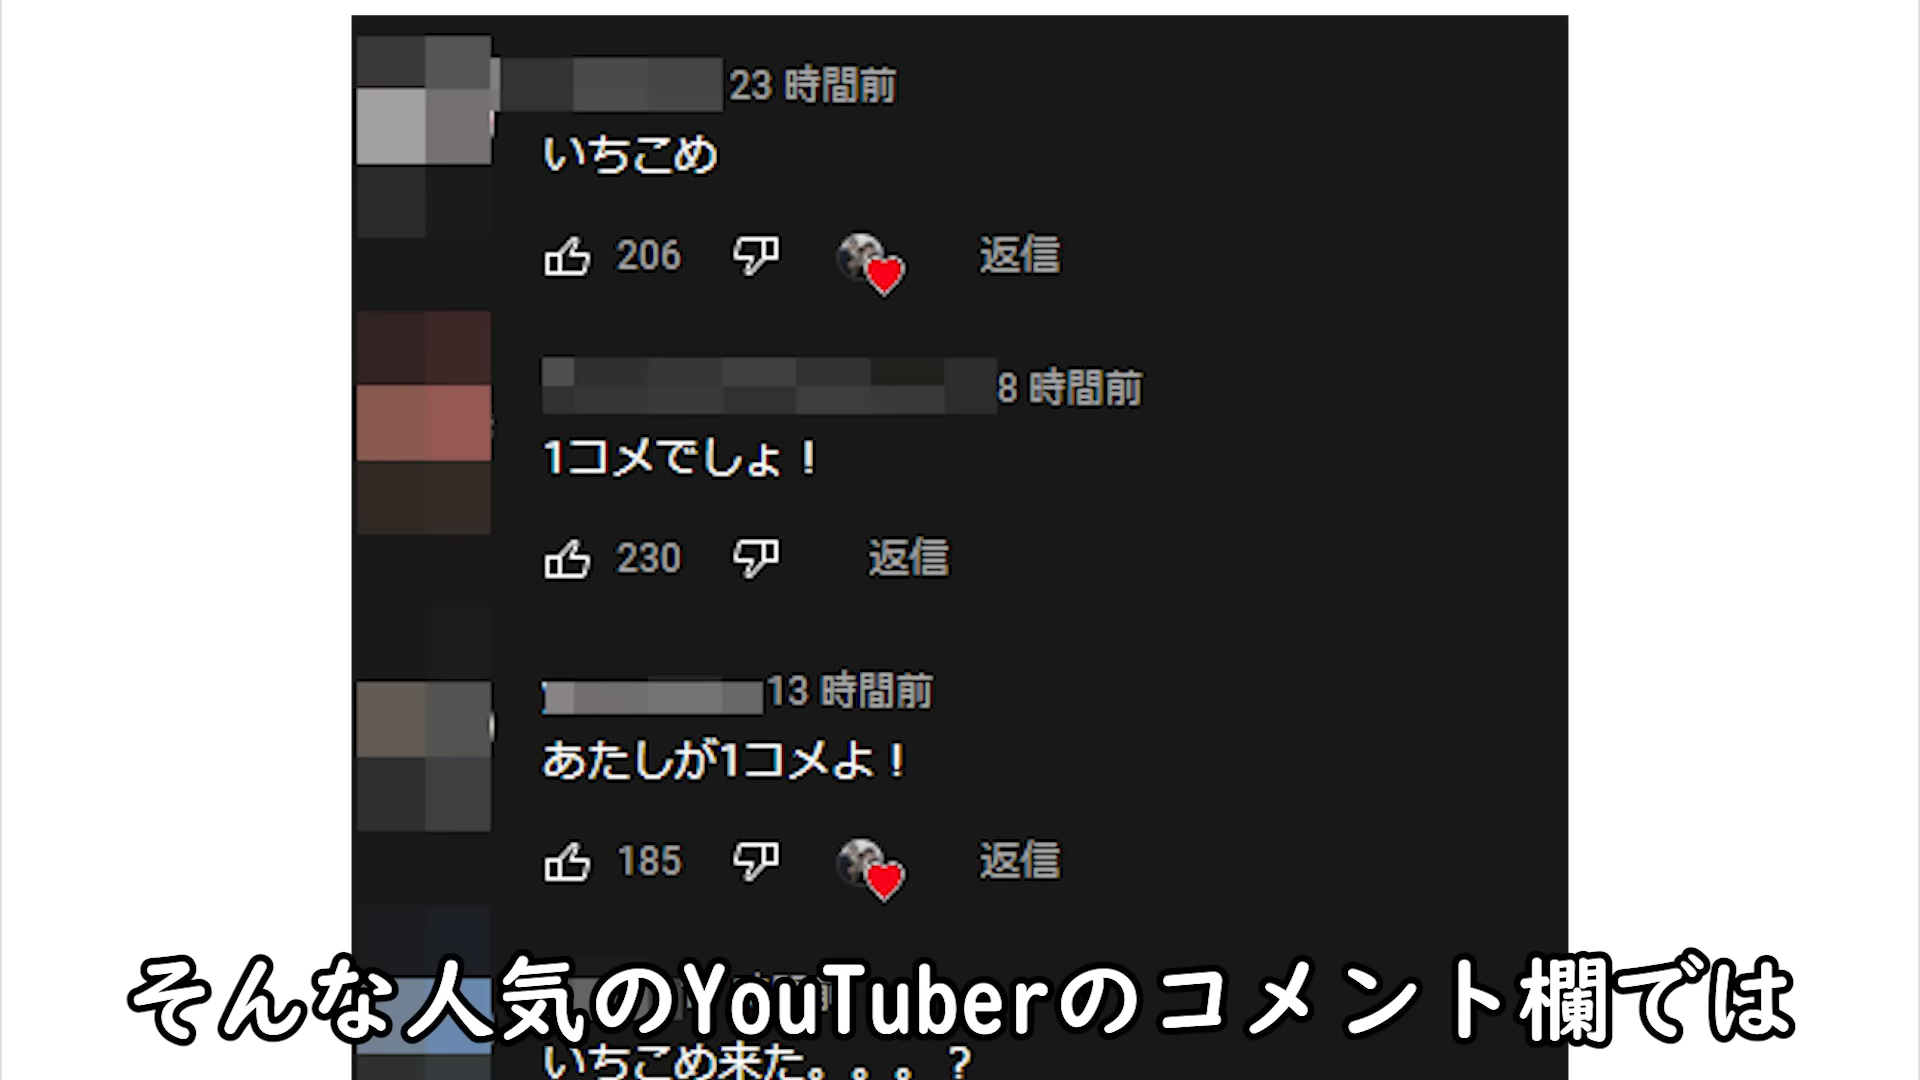 23 時間前
いちこめ
206 返信
8 時間前
1コメでしょ！
230 返信
13 時間前
あたしが1コメよ！
185 返信
そんな人気のYouTuberのコメント欄では
いちこめ来た。。。？